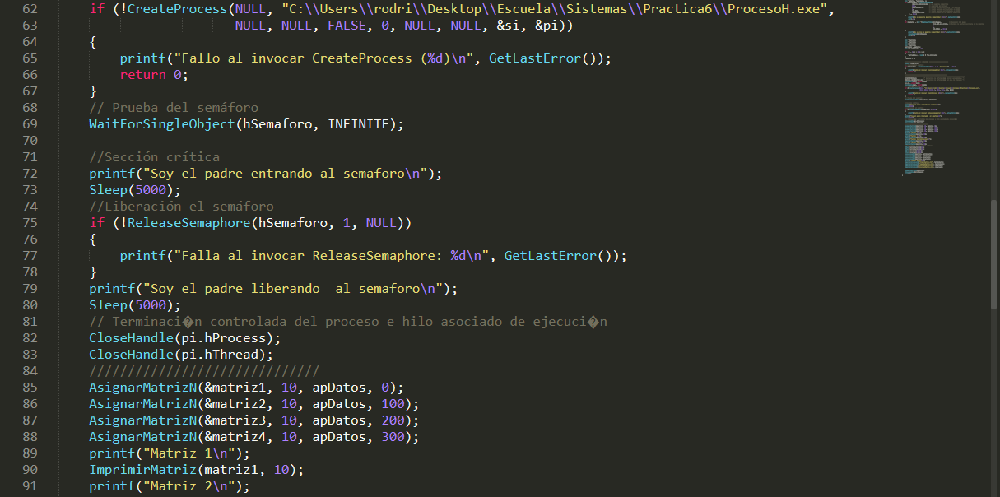 62 if (!CreateProcess(NULL, "C:\\Users\\rodri\\Desktop\\Escuela\\Sistemas\\Practica6\\ProcesoH.exe",
63 NULL, NULL, FALSE, 0, NULL, NULL, &si, &pi))
64 {
65 printf("Fallo al invocar CreateProcess (%d)\n", GetLastError());
66 return 0;
67 }
68 // Prueba del semáforo
69 WaitForSingleObject(hSemaforo, INFINITE);
70
71 //Sección crítica
72 printf("Soy el padre entrando al semaforo\n");
73 Sleep(5000);
74 //Liberación el semáforo
75 if (!ReleaseSemaphore(hSemaforo, 1, NULL))
76 {
77 printf("Falla al invocar ReleaseSemaphore: %d\n", GetLastError());
78 }
79 printf("Soy el padre liberando  al semaforo\n");
80 Sleep(5000);
81 // Terminaci�n controlada del proceso e hilo asociado de ejecuci�n
82 CloseHandle(pi.hProcess);
83 CloseHandle(pi.hThread);
84 //////////////////////////////
85 AsignarMatrizN(&matriz1, 10, apDatos, 0);
86 AsignarMatrizN(&matriz2, 10, apDatos, 100);
87 AsignarMatrizN(&matriz3, 10, apDatos, 200);
88 AsignarMatrizN(&matriz4, 10, apDatos, 300);
89 printf("Matriz 1\n");
90 ImprimirMatriz(matriz1, 10);
91 printf("Matriz 2\n");